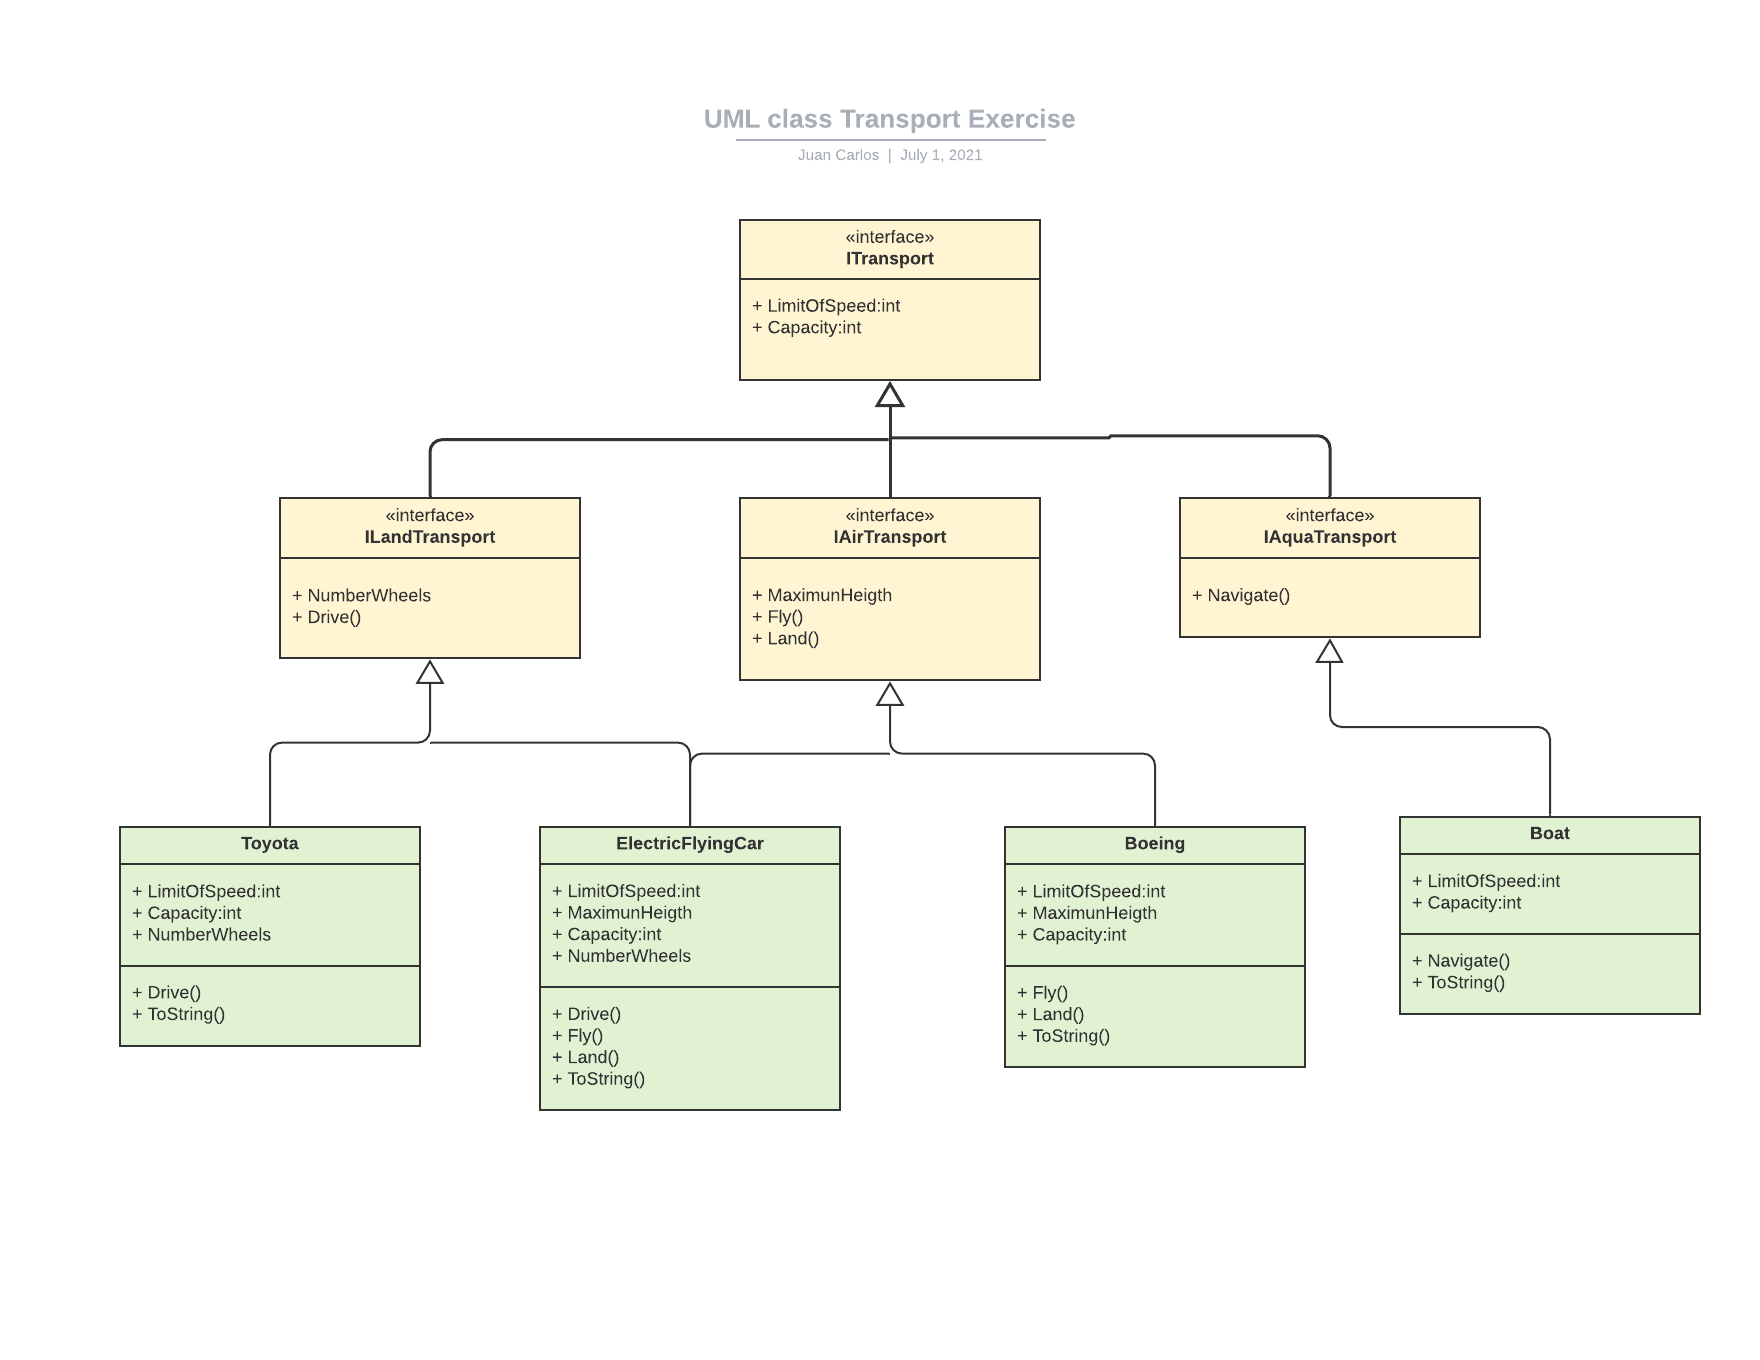 UML class Transport Exercise
Juan Carlos | July 1, 2021
«interface»
ITransport
+ LimitOfSpeed:int
+ Capacity:int
«interface»
ILandTransport
+ NumberWheels
+ Drive()
«interface»
IAirTransport
+ MaximunHeigth
+ Fly()
+ Land()
«interface»
IAquaTransport
+ Navigate()
Toyota
+ LimitOfSpeed:int
+ Capacity:int
+ NumberWheels
+ Drive()
+ ToString()
ElectricFlyingCar
+ LimitOfSpeed:int
+ MaximunHeigth
+ Capacity:int
+ NumberWheels
+ Drive()
+ Fly()
+ Land()
+ ToString()
Boeing
+ LimitOfSpeed:int
+ MaximunHeigth
+ Capacity:int
+ Fly()
+ Land()
+ ToString()
Boat
+ LimitOfSpeed:int
+ Capacity:int
+ Navigate()
+ ToString()